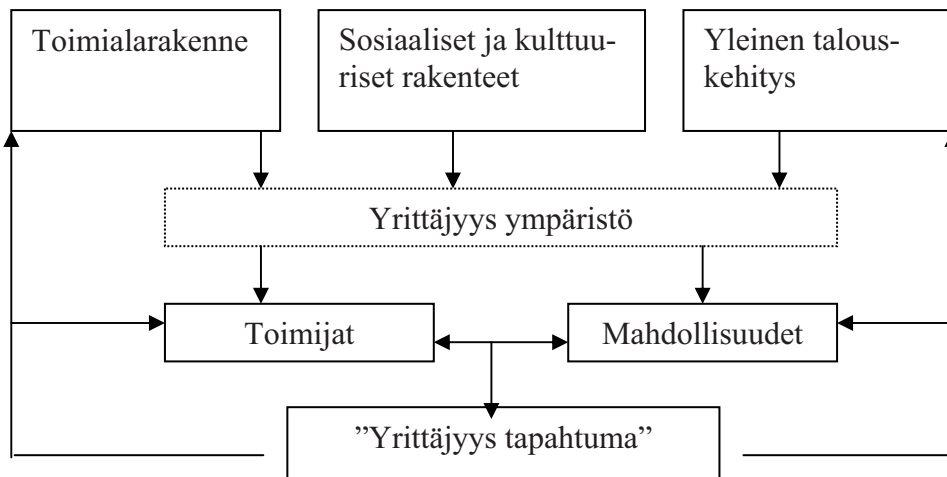 Toimialarakenne
Sosiaaliset ja kulttuu-
riset rakenteet
Yleinen talous-
kehitys
Yrittäjyys ympäristö
Toimijat
Mahdollisuudet
”Yrittäjyys tapahtuma”